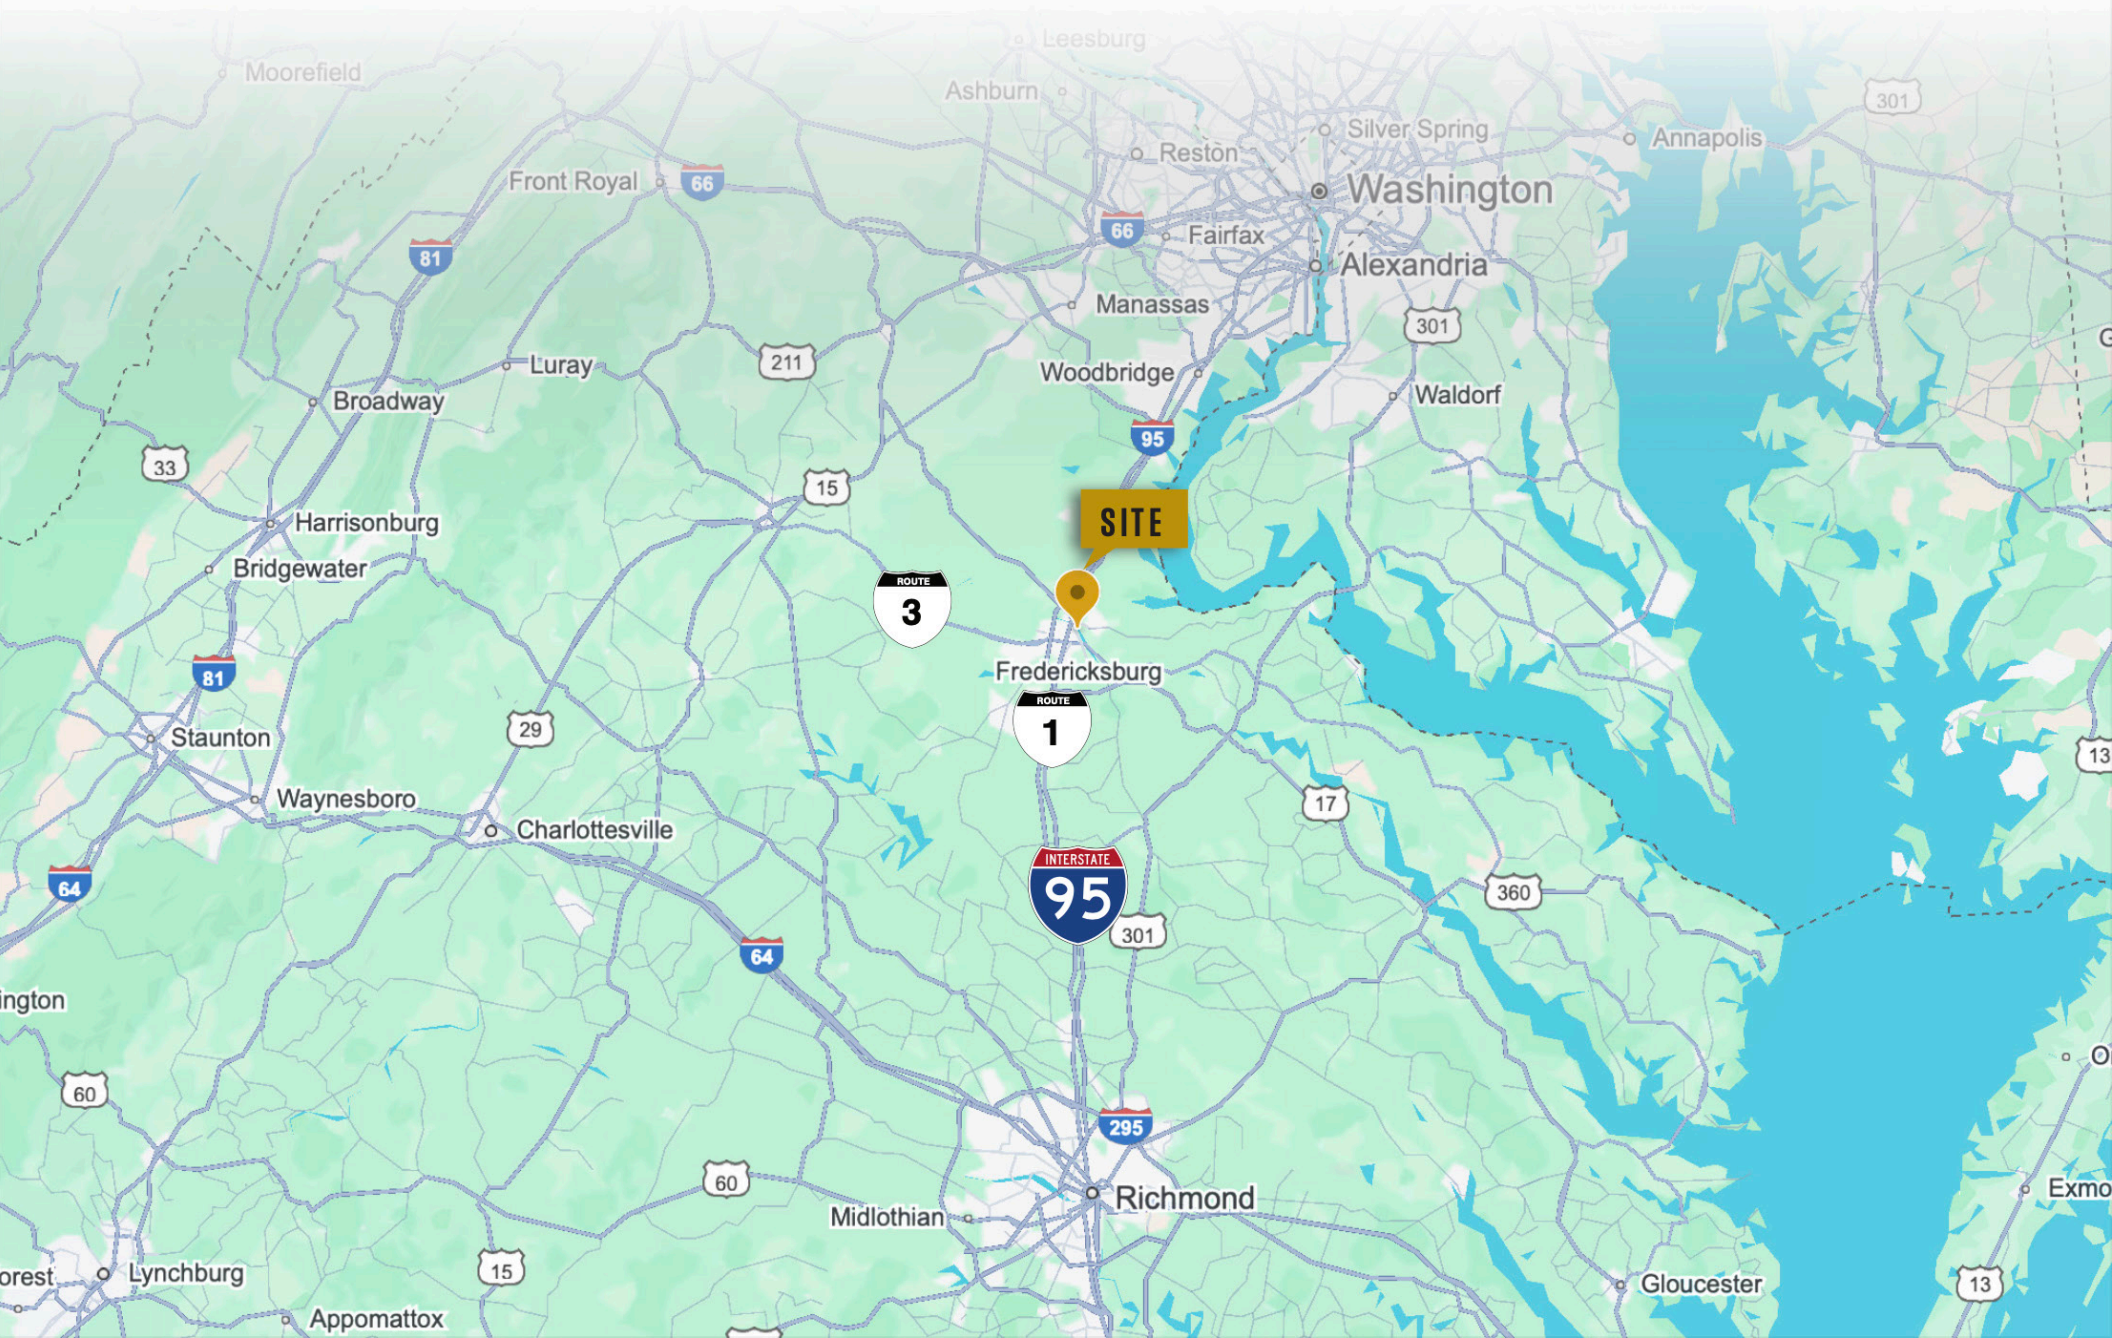 Leesburg
Moorefield
Ashburn
301
Silver Spring
Annapolis
Reston
Front Royal
66
Washington
66
Fairfax
81
Alexandria
Manassas
301
Luray
211
Woodbridge
Waldorf
Broadway
95
33
15
SITE
Harrisonburg
Bridgewater
ROUTE
3
Fredericksburg
81
ROUTE
1
29
Staunton
13
Waynesboro
17
Charlottesville
INTERSTATE
95
64
360
301
64
ington
60
295
60
Richmond
Exmo
Midlothian
orest
Lynchburg
15
Gloucester
13
Appomattox